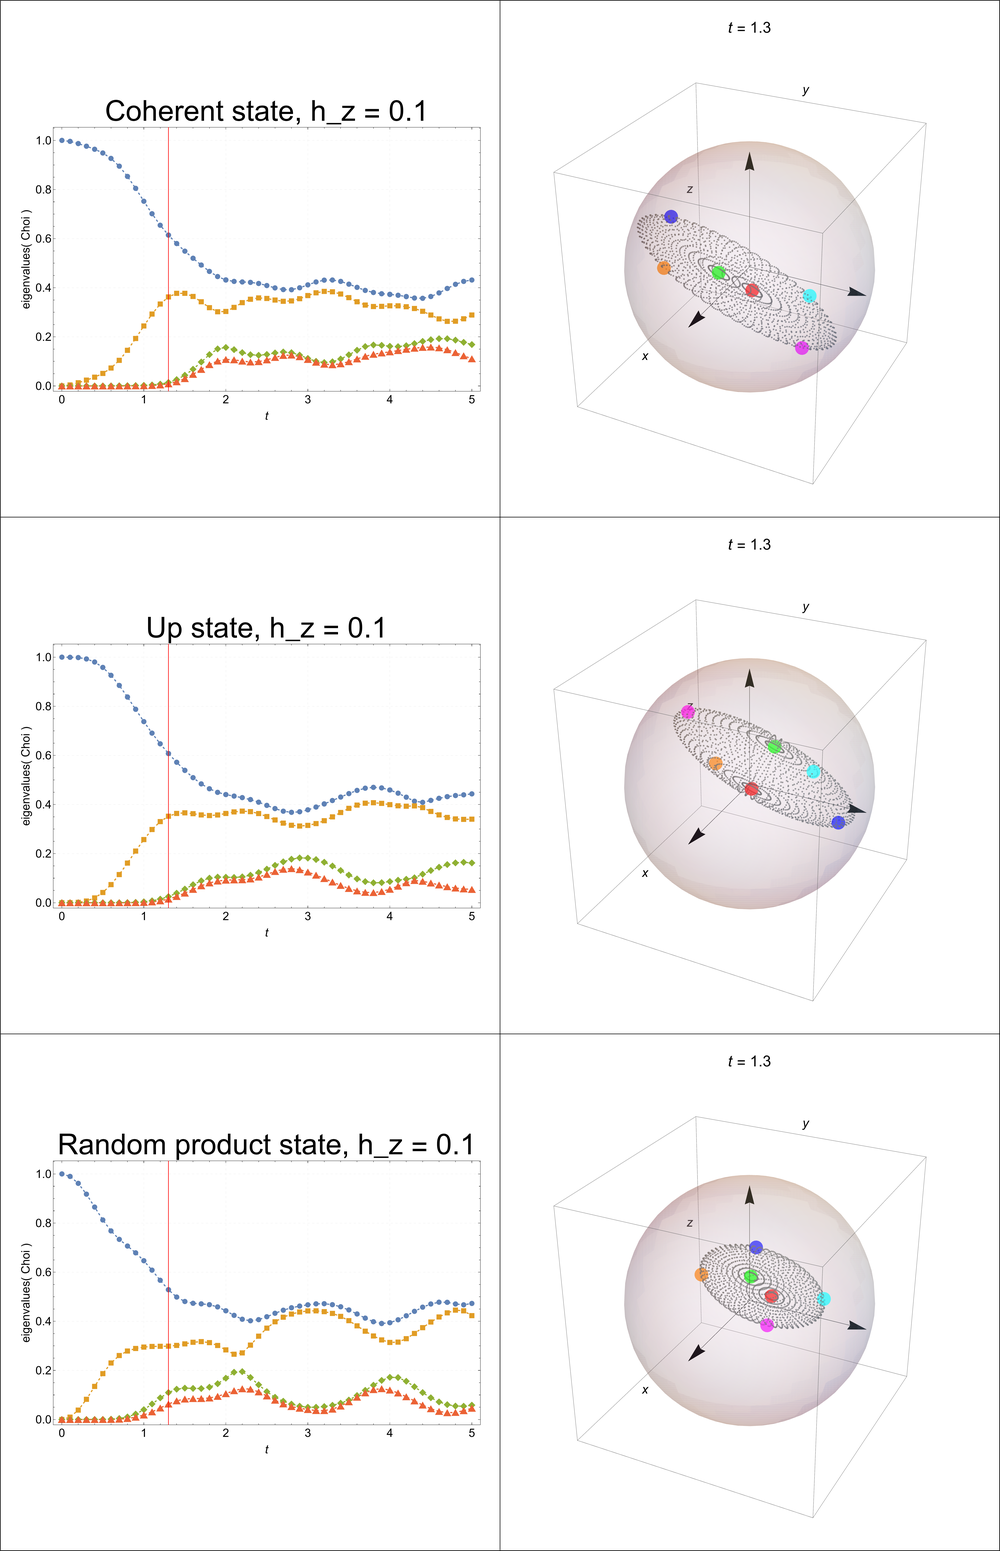 Coherent state, h_z = 0.1
eigenvalues( Choi )
1.0
0.8
0.6
0.4
0.2
0.0
0 1 2 3 4 5
t
t = 1.3
y
z
x
Up state, h_z = 0.1
eigenvalues( Choi )
1.0
0.8
0.6
0.4
0.2
0.0
0 1 2 3 4 5
t
t = 1.3
y
z
x
Random product state, h_z = 0.1
eigenvalues( Choi )
1.0
0.8
0.6
0.4
0.2
0.0
0 1 2 3 4 5
t
t = 1.3
y
z
x